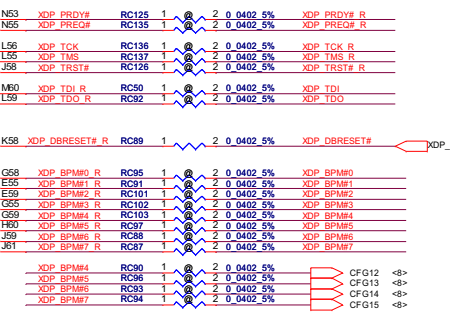 N53 XDP_PRDY# RC125 1 @ 2 0_0402_5% XDP_PRDY#_R
N55 XDP_PREQ# RC135 1 @ 2 0_0402_5% XDP_PREQ#_R
L56 XDP_TCK RC136 1 @ 2 0_0402_5% XDP_TCK_R
L55 XDP_TMS RC137 1 @ 2 0_0402_5% XDP_TMS_R
J58 XDP_TRST# RC126 1 @ 2 0_0402_5% XDP_TRST#_R
M60 XDP_TDI_R RC50 1 @ 2 0_0402_5% XDP_TDI
L59 XDP_TDO_R RC92 1 @ 2 0_0402_5% XDP_TDO
K58 XDP_DBRESET#_R RC89 1 2 0_0402_5% XDP_DBRESET# XDP_
G58 XDP_BPM#0_R RC95 1 @ 2 0_0402_5% XDP_BPM#0
E55 XDP_BPM#1_R RC91 1 @ 2 0_0402_5% XDP_BPM#1
E59 XDP_BPM#2_R RC101 1 @ 2 0_0402_5% XDP_BPM#2
G55 XDP_BPM#3_R RC102 1 @ 2 0_0402_5% XDP_BPM#3
G59 XDP_BPM#4_R RC103 1 @ 2 0_0402_5% XDP_BPM#4
H60 XDP_BPM#5_R RC97 1 @ 2 0_0402_5% XDP_BPM#5
J59 XDP_BPM#6_R RC88 1 @ 2 0_0402_5% XDP_BPM#6
J61 XDP_BPM#7_R RC87 1 @ 2 0_0402_5% XDP_BPM#7
XDP_BPM#4 RC90 1 @ 2 0_0402_5% CFG12 <8>
XDP_BPM#5 RC96 1 @ 2 0_0402_5% CFG13 <8>
XDP_BPM#6 RC93 1 @ 2 0_0402_5% CFG14 <8>
XDP_BPM#7 RC94 1 @ 2 0_0402_5% CFG15 <8>